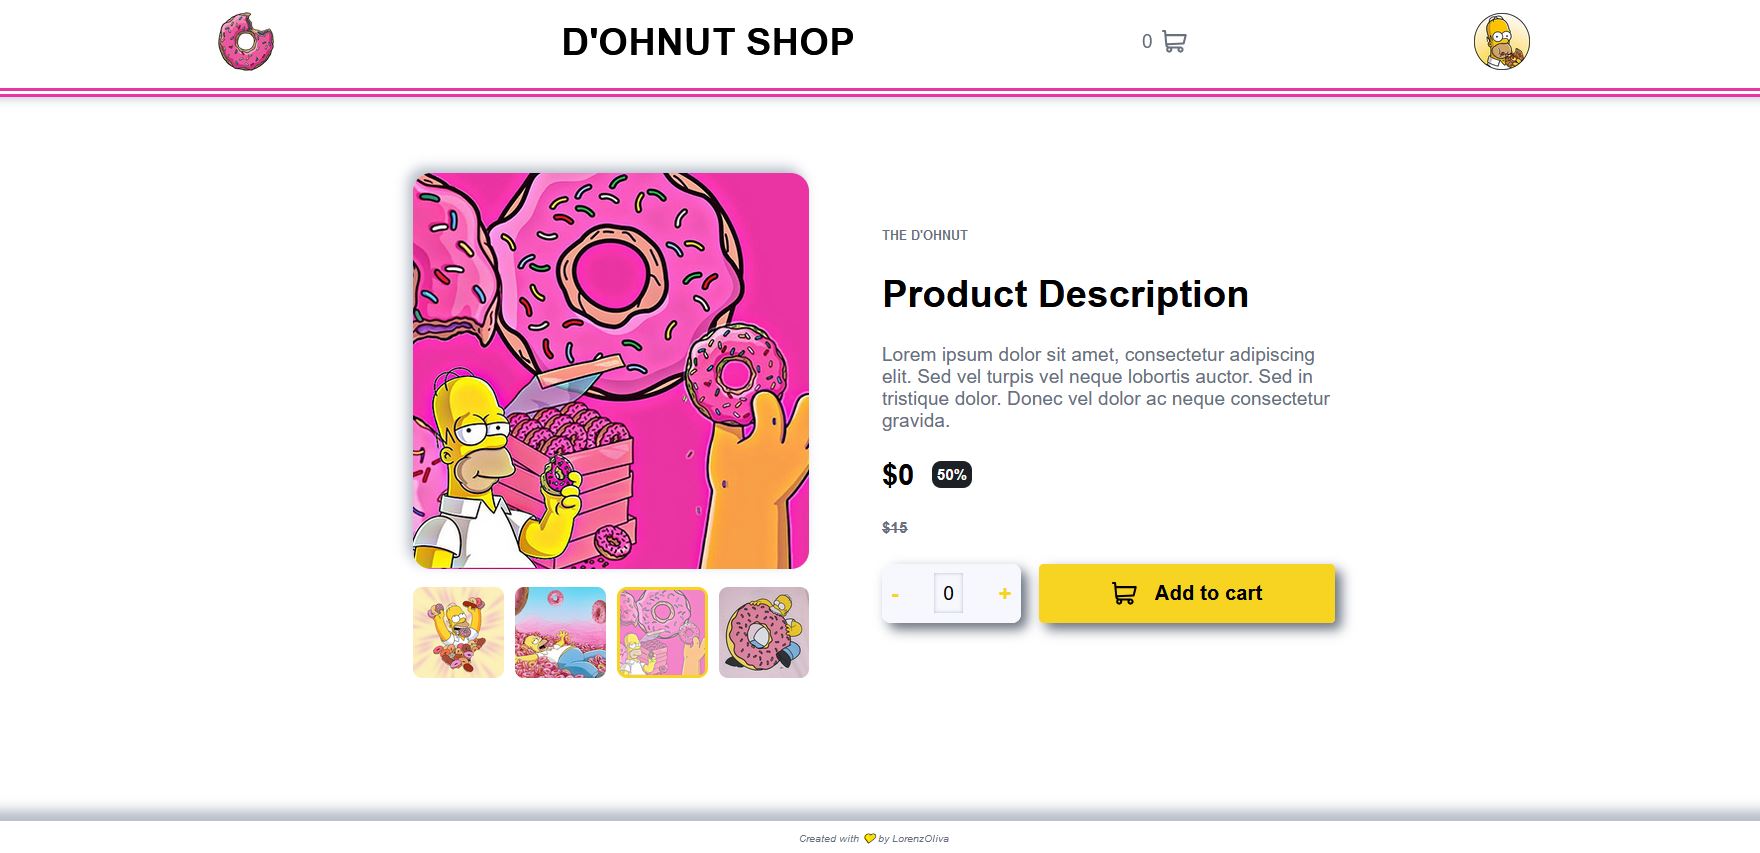 D'OHNUT SHOP
0
THE D'OHNUT
Product Description
Lorem ipsum dolor sit amet, consectetur adipiscing
elit. Sed vel turpis vel neque lobortis auctor. Sed in
tristique dolor. Donec vel dolor ac neque consectetur
gravida.
$0 50%
$15
- 0 + Add to cart
Created with 💛 by LorenzOliva